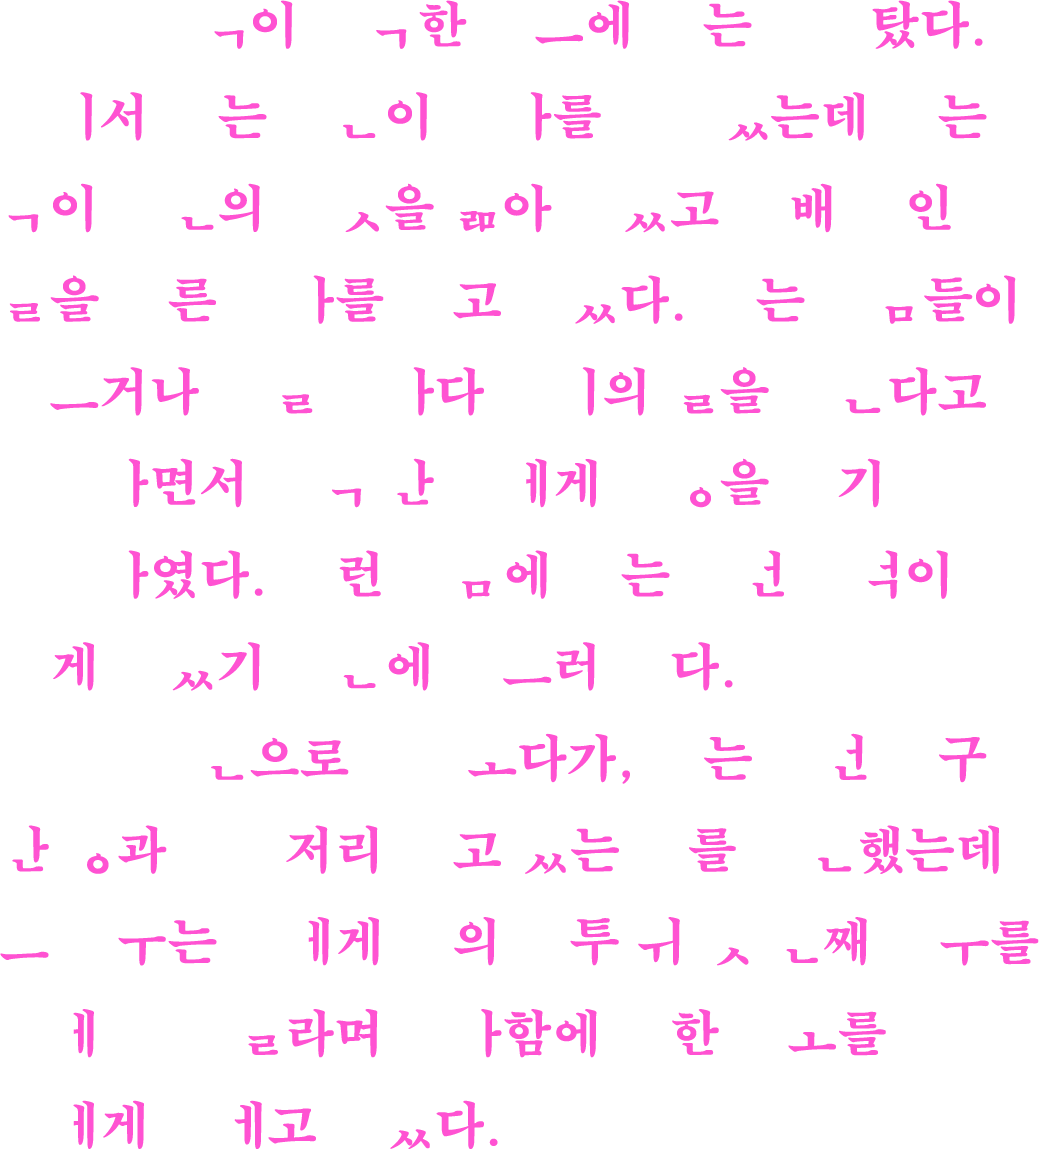 ㄱ이 ㄱ한 ㅡ에 는 탔다.
ㅣ서 는 ㄴ이 ㅏ를 ㅆ는데 는
ㄱ이 ㄴ의 ㅅ을 ㄻ아 ㅆ고 배 인
ㄹ을 른 ㅏ를 고 ㅆ다. 는 ㅁ들이
ㅡ거나 ㄹ ㅏ다 ㅣ의 ㄹ을 ㄴ다고
ㅏ면서 ㄱ ㅏㄴ ㅔ게 ㅇ을 기
ㅏ였다. 런 ㅁ에 는 ㅓㄴ ㅓㄱ이
게 ㅆ기 ㄴ에 ㅡ러 다.
ㄴ으로 ㅗ다가, 는 ㅓㄴ 구
ㅏㄴ ㅇ과 저리 고 ㅆ는 를 ㄴ했는데
ㅡ ㅜ는 ㅔ게 의 투 ㅟ ㅅ ㄴ째 ㅜ를
ㅔ ㄹ라며 ㅏ함에 한 ㅗ를
ㅔ게 ㅔ고 ㅆ다.